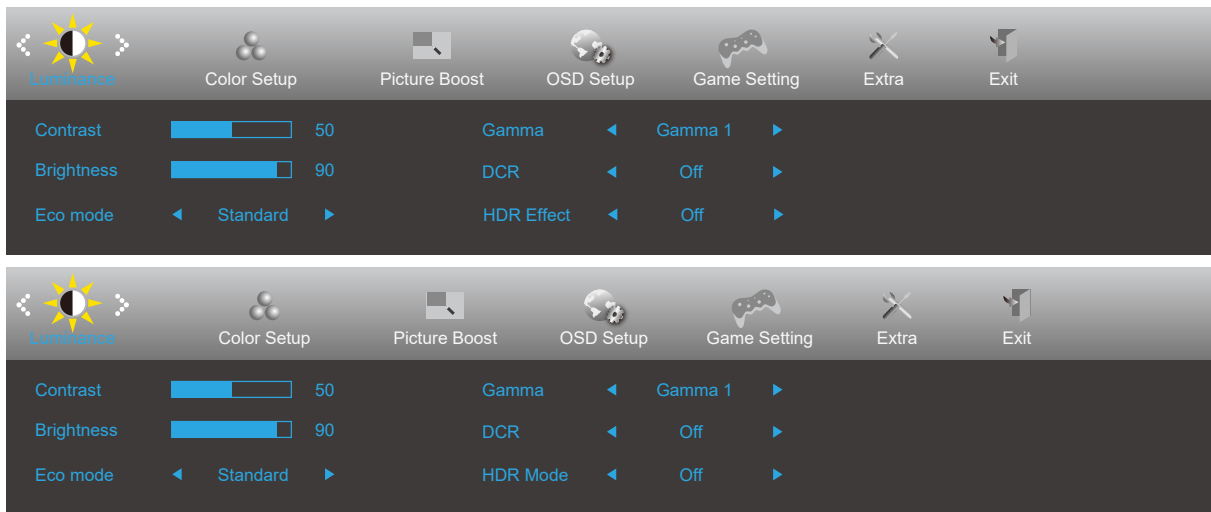 Luminance Color Setup Picture Boost OSD Setup Game Setting Extra Exit
Contrast 50 Gamma Gamma 1
Brightness 90 DCR Off
Eco mode Standard HDR Effect Off
Luminance Color Setup Picture Boost OSD Setup Game Setting Extra Exit
Contrast 50 Gamma Gamma 1
Brightness 90 DCR Off
Eco mode Standard HDR Mode Off